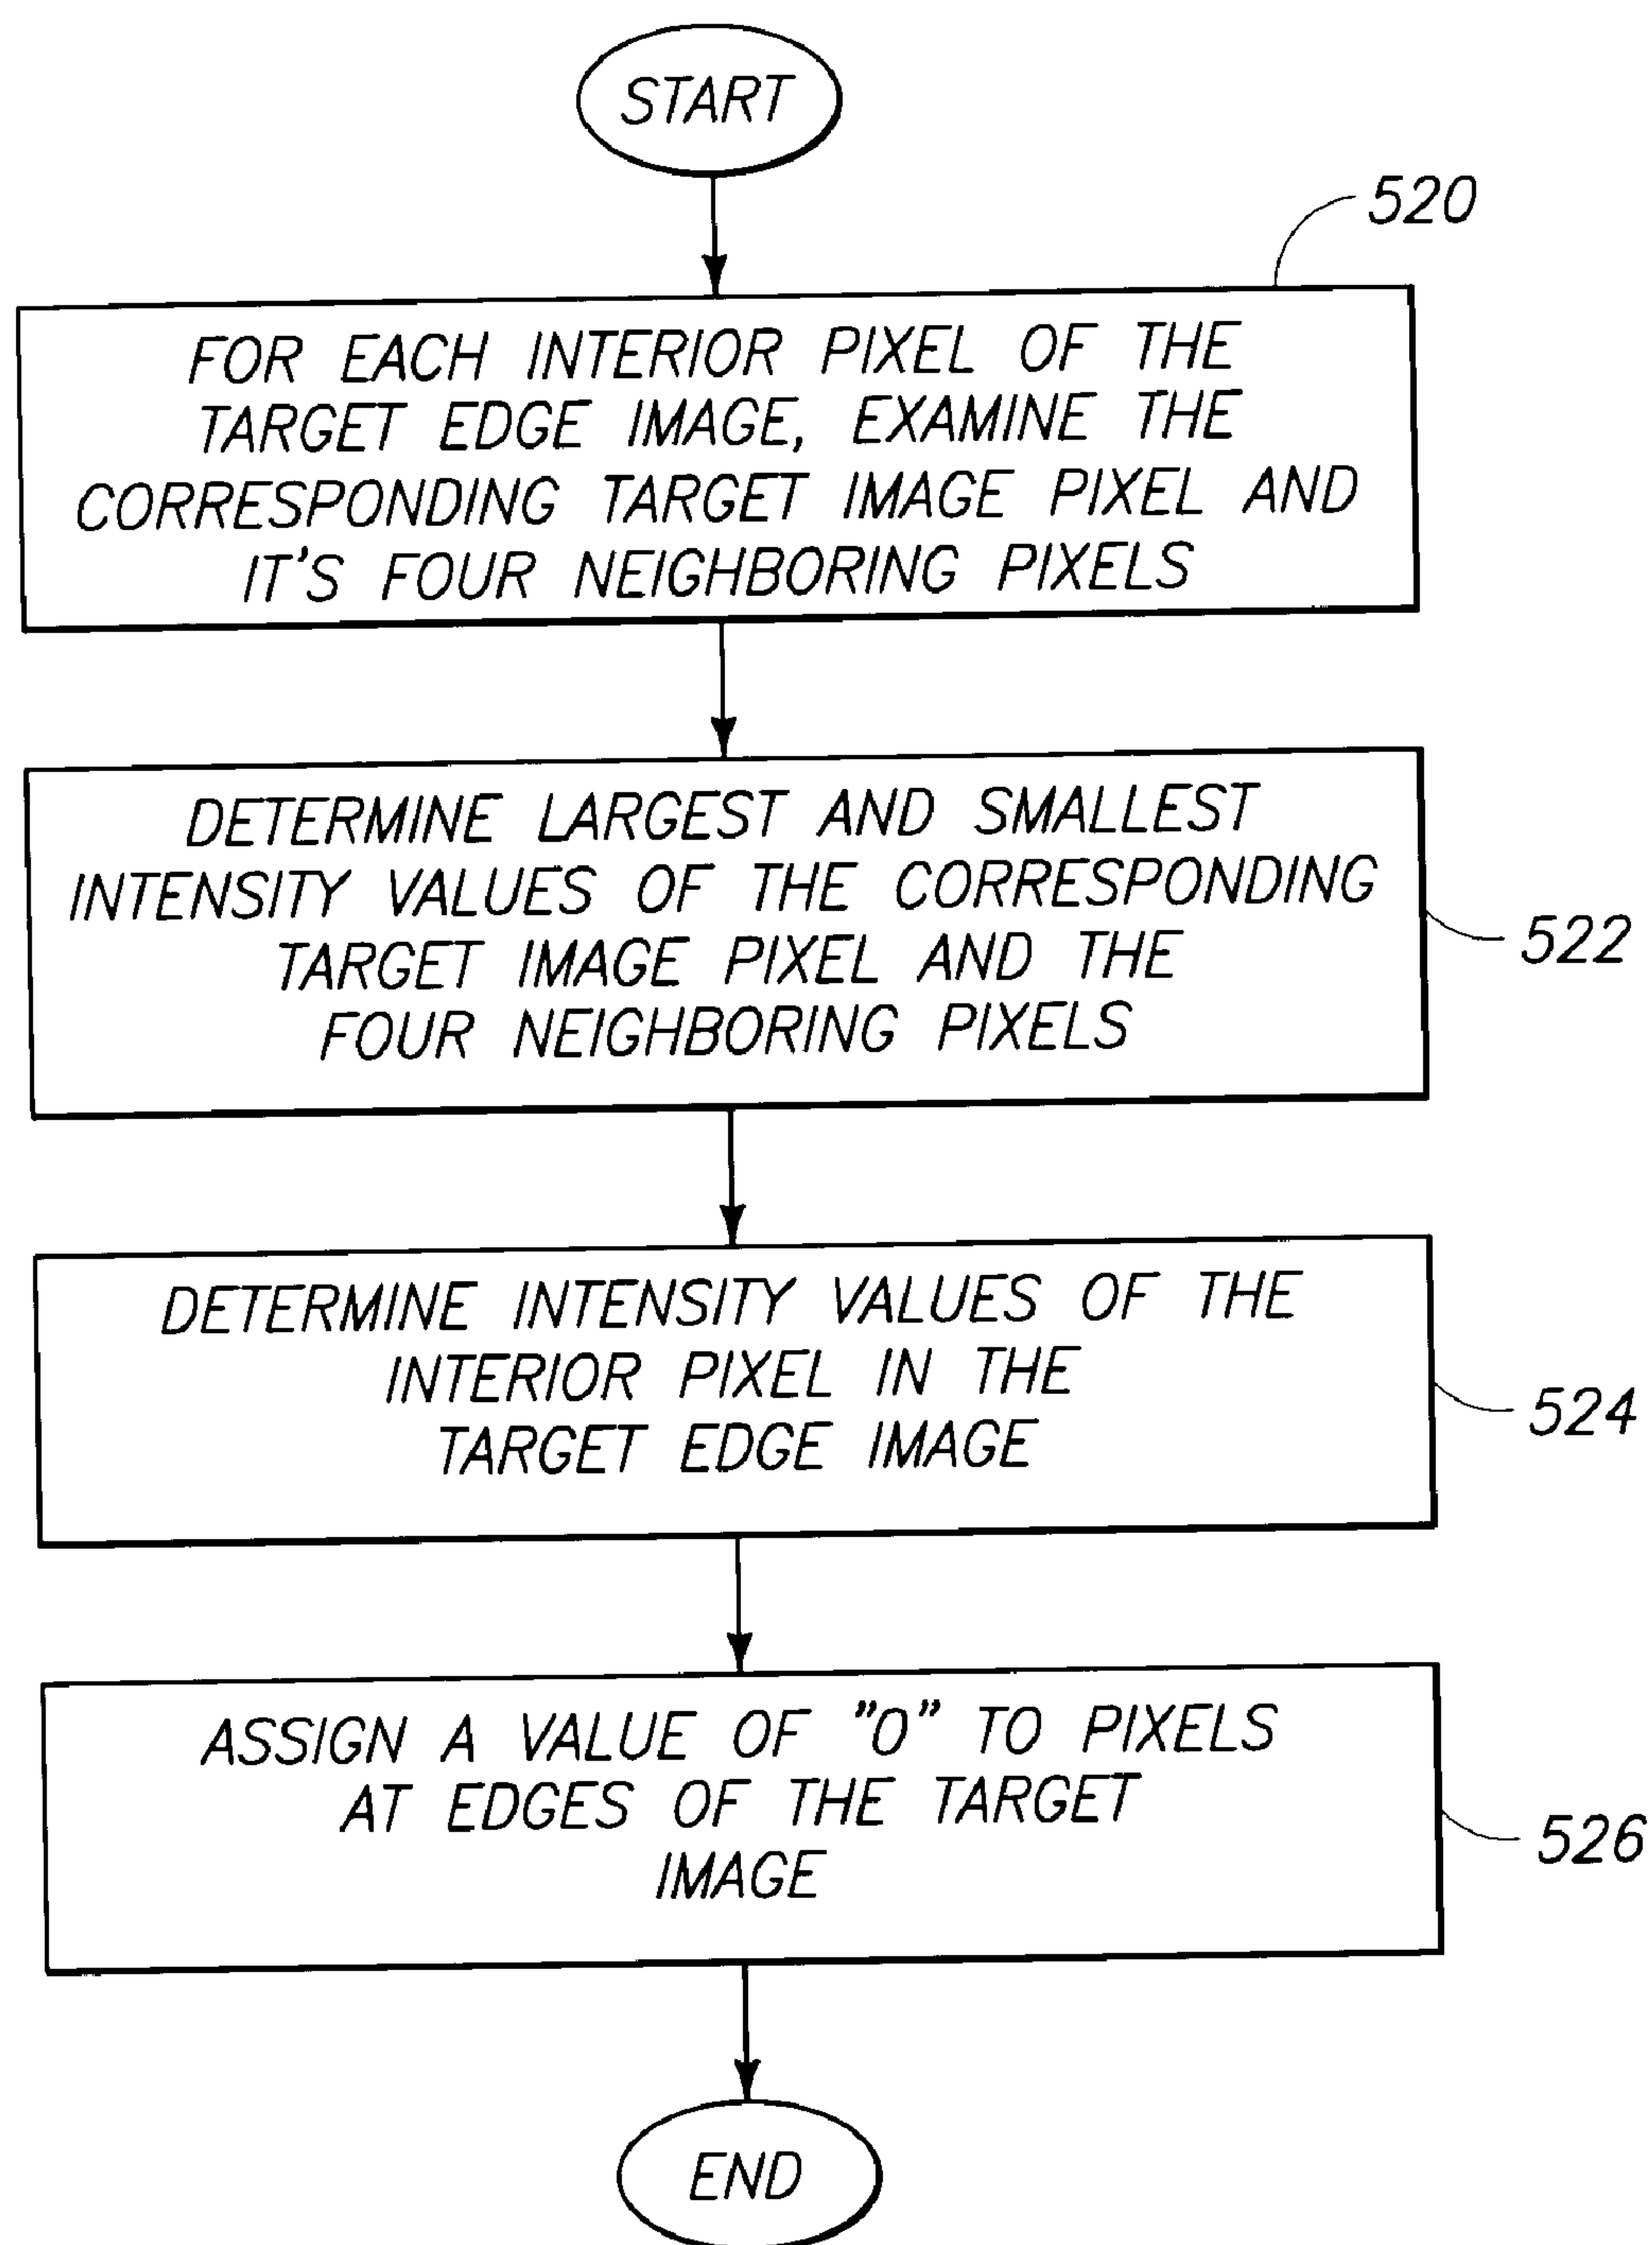 START
520
FOR EACH INTERIOR PIXEL OF THE
TARGET EDGE IMAGE, EXAMINE THE
CORRESPONDING TARGET IMAGE PIXEL AND
IT'S FOUR NEIGHBORING PIXELS
DETERMINE LARGEST AND SMALLEST
INTENSITY VALUES OF THE CORRESPONDING
TARGET IMAGE PIXEL AND THE
FOUR NEIGHBORING PIXELS
522
DETERMINE INTENSITY VALUES OF THE
INTERIOR PIXEL IN THE
TARGET EDGE IMAGE
524
ASSIGN A VALUE OF "0" TO PIXELS
AT EDGES OF THE TARGET
IMAGE
526
END